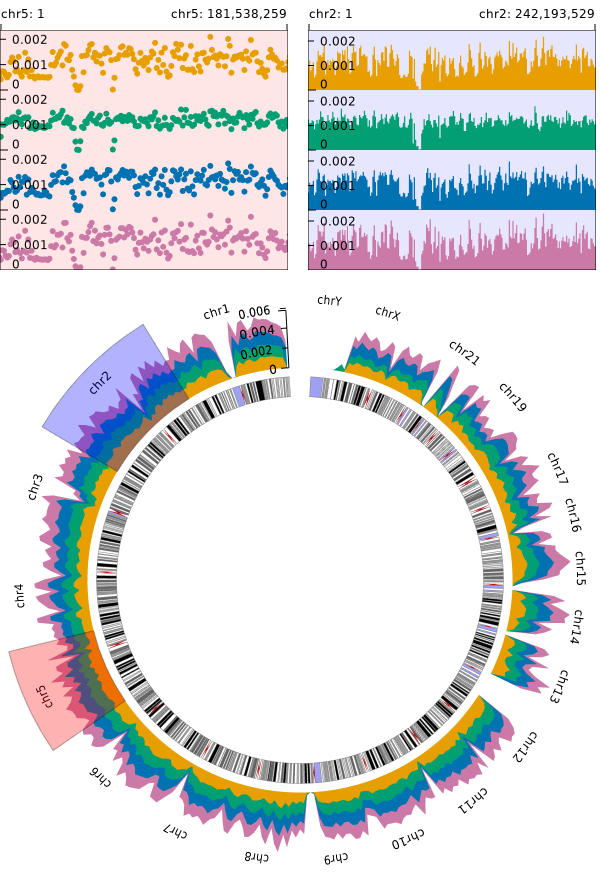 chr5: 1
chr5: 181,538,259
chr2: 1
chr2: 242,193,529
0.002
0.001
0
0.002
0.001
0
0.002
0.001
0
0.002
0.001
0
0.002
0.001
0
0.002
0.001
0
0.002
0.001
0
0.002
0.001
0
chr1
0.006
0.004
0.002
0
chrY
chrX
chr21
chr19
chr17
chr16
chr15
chr14
chr13
chr12
chr11
chr10
chr9
chr8
chr7
chr6
chr5
chr4
chr3
chr2